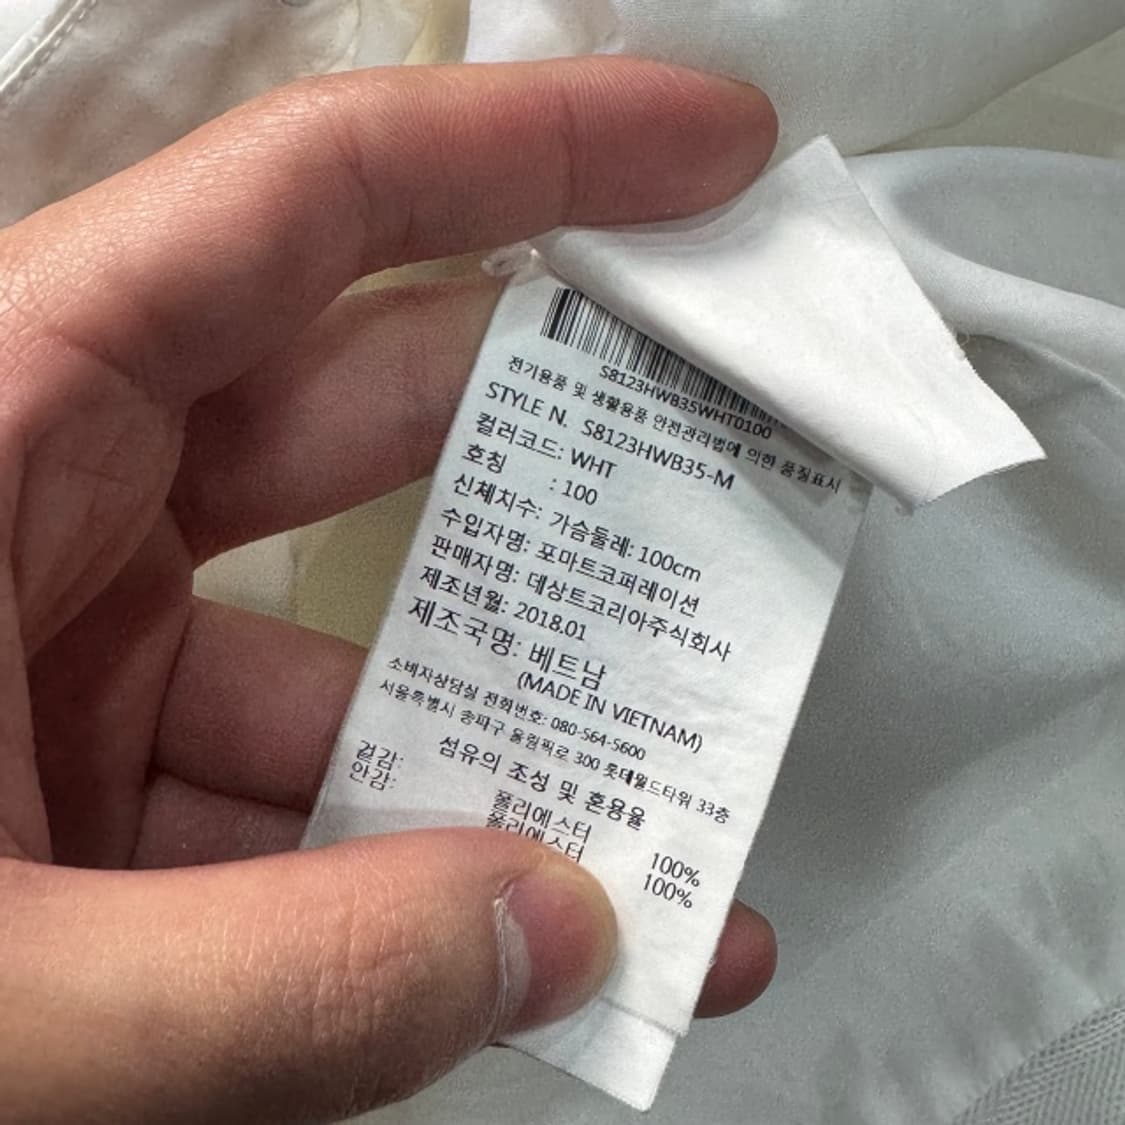 S8123HWB35WHT0100
전기용품 및 생활용품 안전관리법에 의한 품질표시
STYLE N. S8123HWB35-M
컬러코드: WHT
호칭 : 100
신체치수: 가슴둘레: 100cm
수입자명: 포마트코퍼레이션
판매자명: 데상트코리아주식회사
제조년월: 2018.01
제조국명: 베트남
(MADE IN VIETNAM)
소비자상담실 전화번호: 080-564-5600
서울특별시 송파구 올림픽로 300 롯데월드타워 33층
섬유의 조성 및 혼용율
겉감: 폴리에스터 100%
안감: 폴리에스터 100%